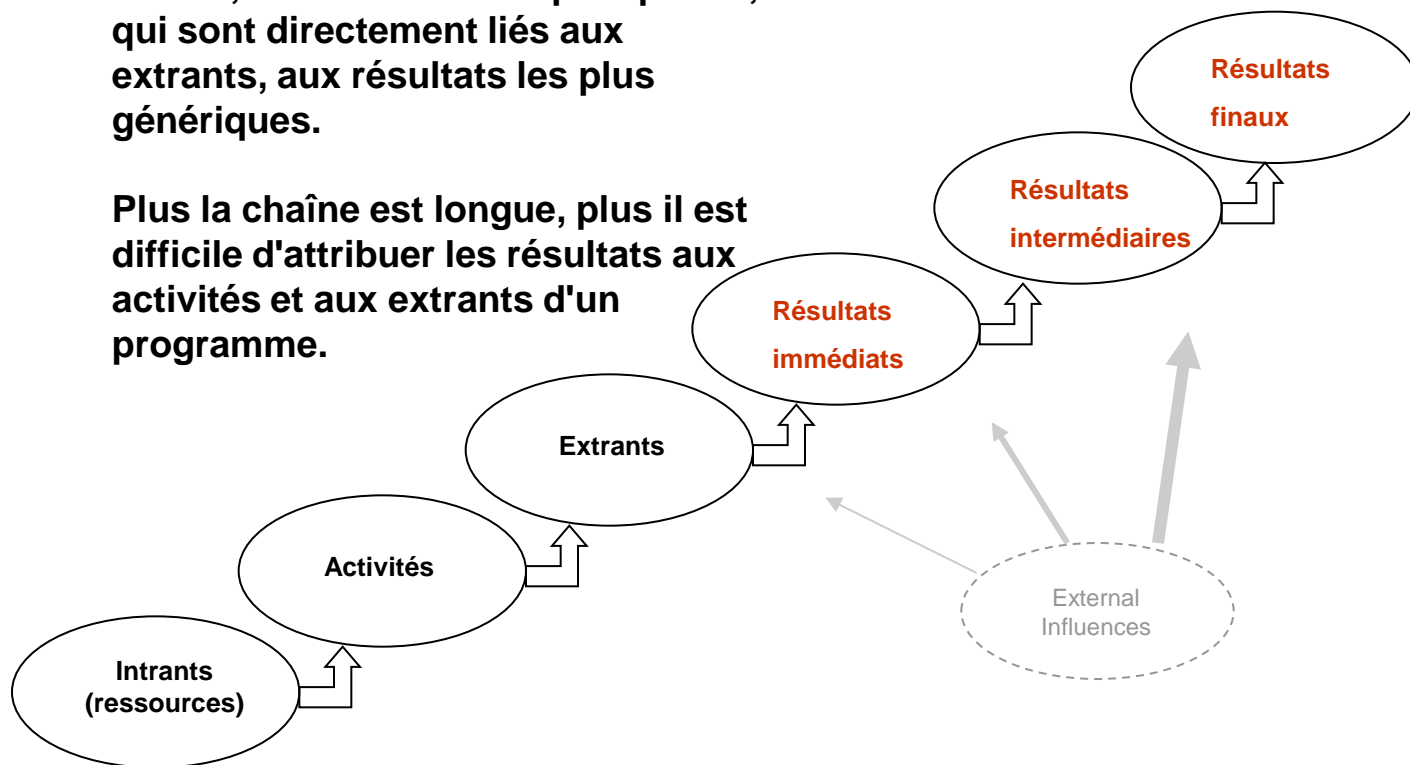 qui sont directement liés aux
extrants, aux résultats les plus
génériques.
Plus la chaîne est longue, plus il est
difficile d'attribuer les résultats aux
activités et aux extrants d'un
programme.
Résultats
finaux
Résultats
intermédiaires
Résultats
immédiats
Extrants
Activités
Intrants
(ressources)
External
Influences